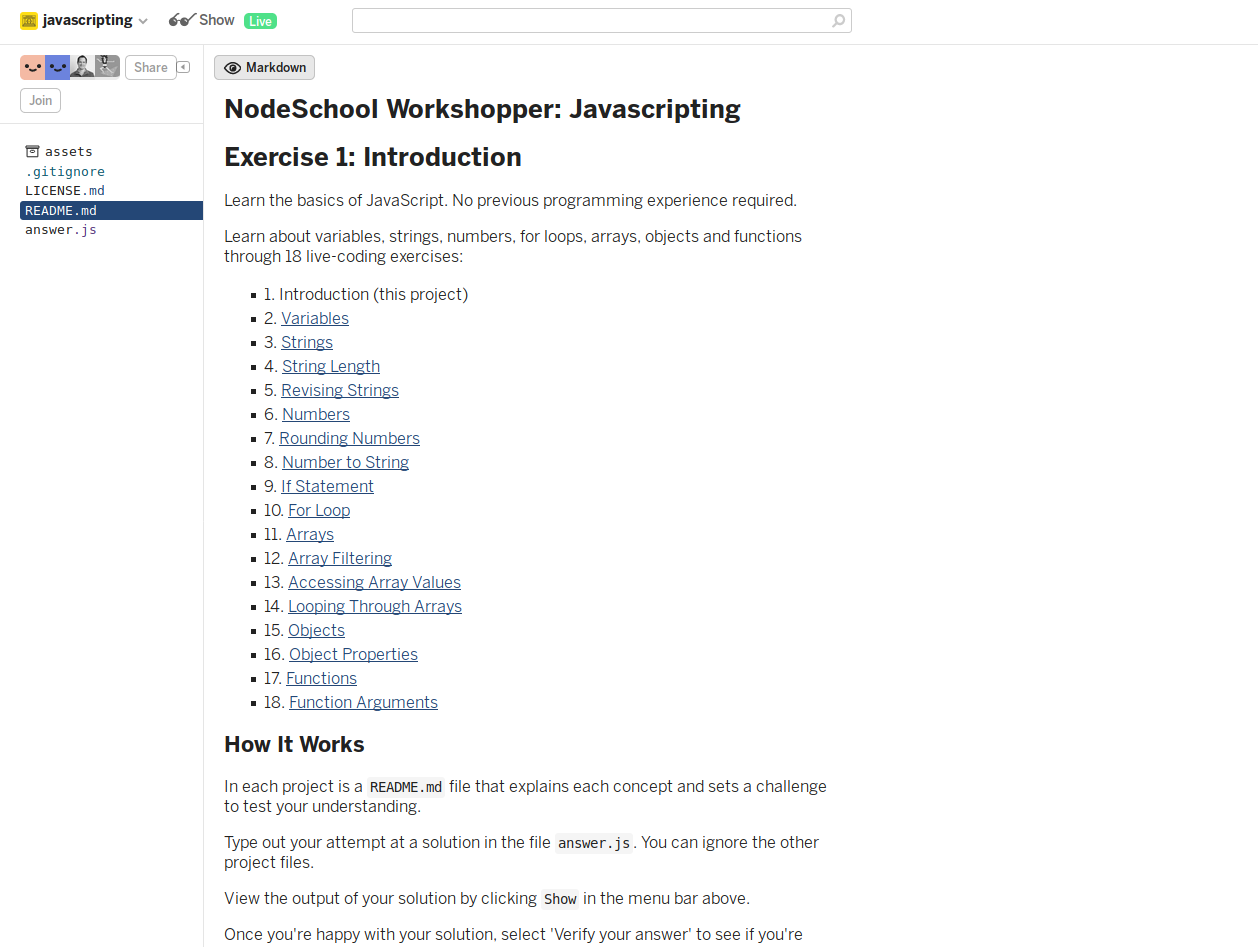 javascripting Show Live
Share
Markdown
Join
assets
.gitignore
LICENSE.md
README.md
answer.js
NodeSchool Workshopper: Javascripting
Exercise 1: Introduction
Learn the basics of JavaScript. No previous programming experience required.
Learn about variables, strings, numbers, for loops, arrays, objects and functions
through 18 live-coding exercises:
1. Introduction (this project)
2. Variables
3. Strings
4. String Length
5. Revising Strings
6. Numbers
7. Rounding Numbers
8. Number to String
9. If Statement
10. For Loop
11. Arrays
12. Array Filtering
13. Accessing Array Values
14. Looping Through Arrays
15. Objects
16. Object Properties
17. Functions
18. Function Arguments
How It Works
In each project is a README.md file that explains each concept and sets a challenge
to test your understanding.
Type out your attempt at a solution in the file answer.js. You can ignore the other
project files.
View the output of your solution by clicking Show in the menu bar above.
Once you're happy with your solution, select 'Verify your answer' to see if you're